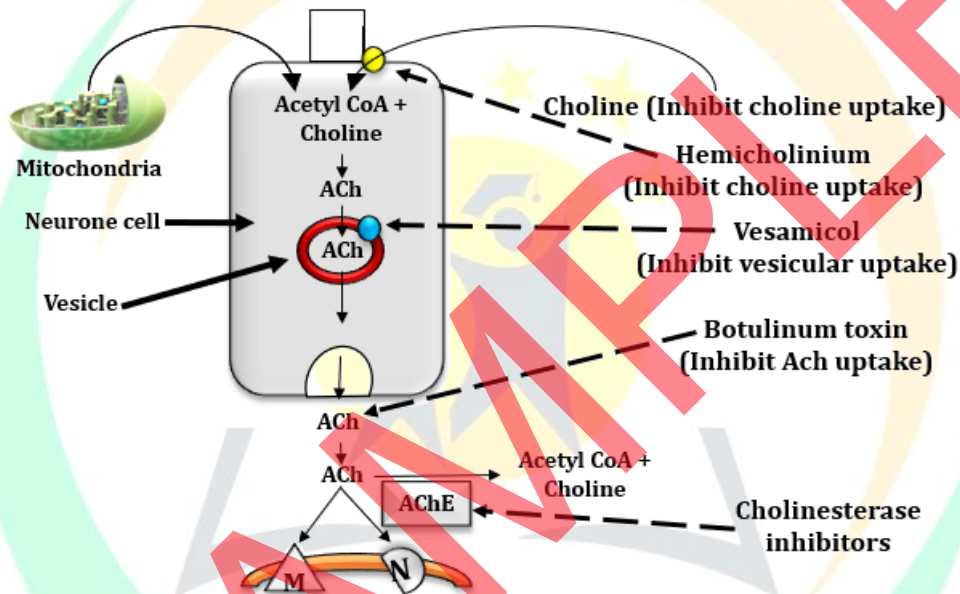 Acetyl CoA +
Choline
Mitochondria
ACh
Neurone cell
ACh
Vesicle
Choline (Inhibit choline uptake)
Hemicholinium
(Inhibit choline uptake)
Vesamicol
(Inhibit vesicular uptake)
Botulinum toxin
(Inhibit Ach uptake)
ACh
ACh
Acetyl CoA +
Choline
AChE
Cholinesterase
inhibitors
M
N